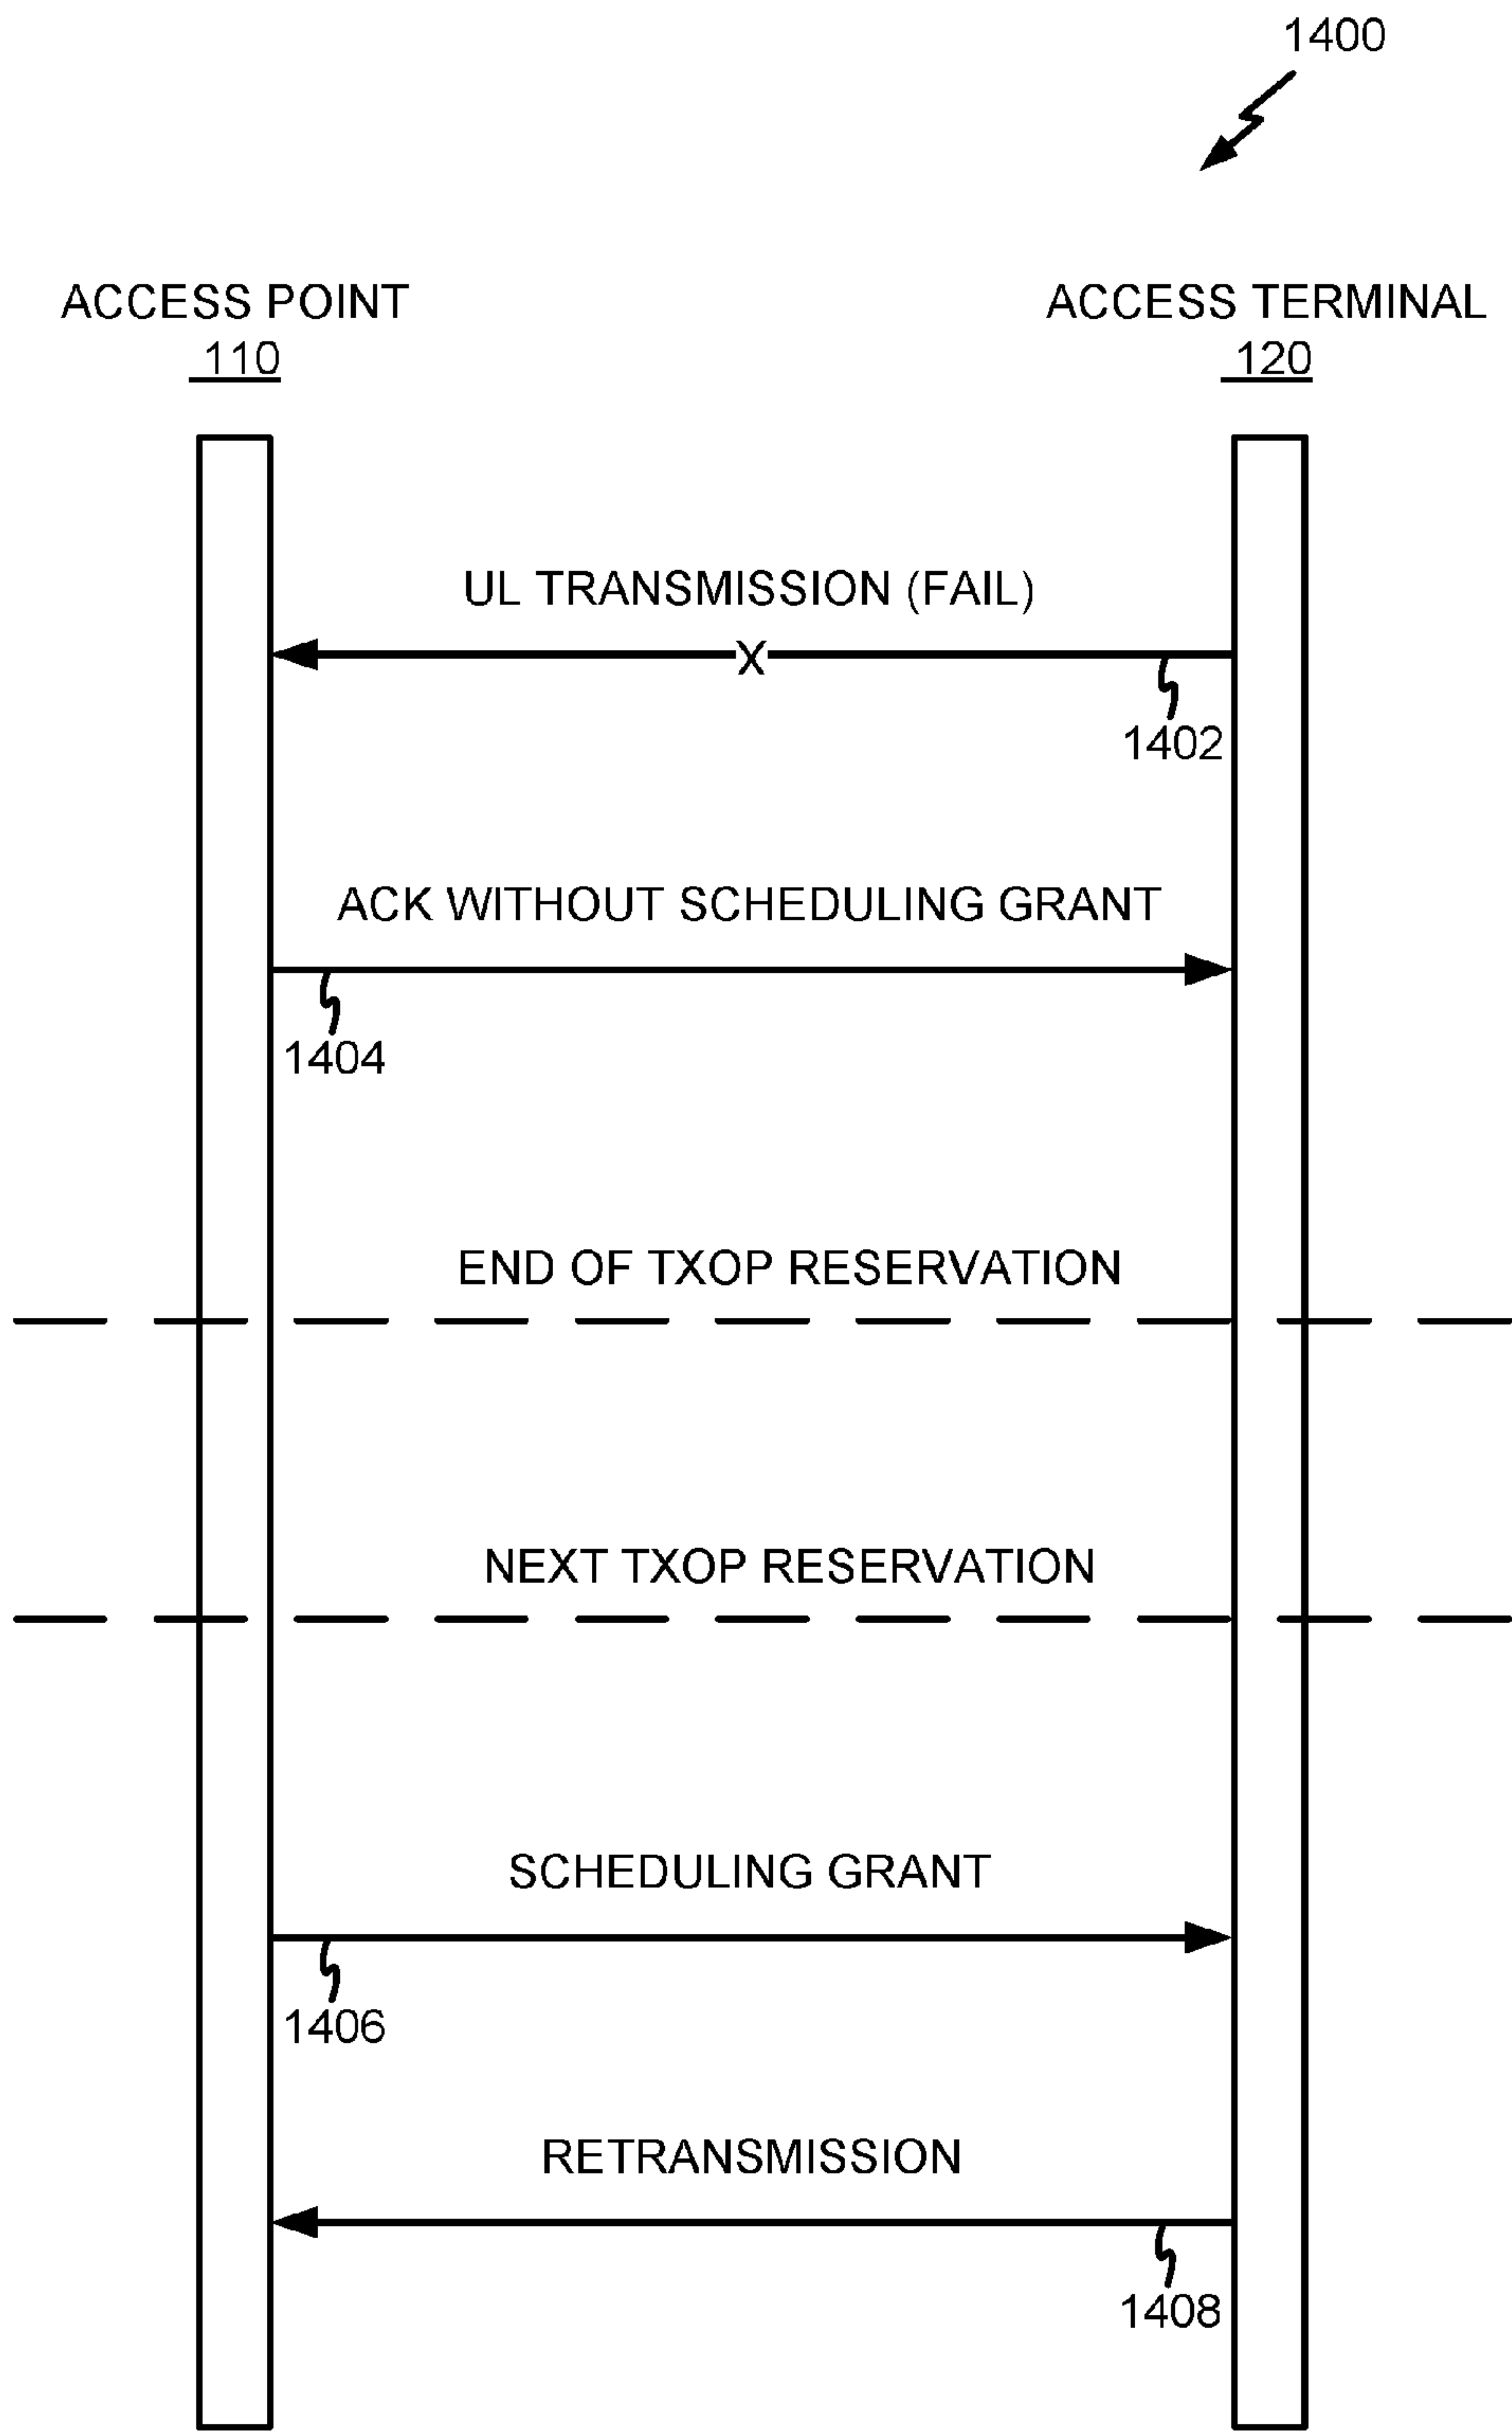 1400
ACCESS POINT
110
ACCESS TERMINAL
120
UL TRANSMISSION (FAIL)
X
1402
ACK WITHOUT SCHEDULING GRANT
1404
END OF TXOP RESERVATION
NEXT TXOP RESERVATION
SCHEDULING GRANT
1406
RETRANSMISSION
1408